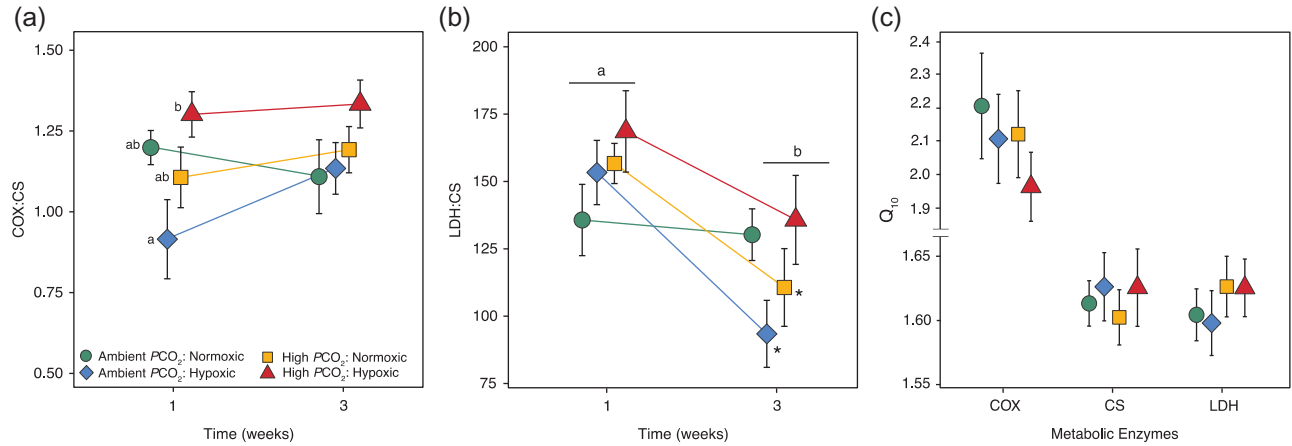 (a)
1.50
1.25
1.00
0.75
0.50
COX:CS
ab
b
ab
a
Ambient PCO₂: Normoxic
High PCO₂: Normoxic
Ambient PCO₂: Hypoxic
High PCO₂: Hypoxic
1
3
Time (weeks)
(b)
200
175
150
125
100
75
LDH:CS
a
b
*
*
1
3
Time (weeks)
(c)
2.4
2.3
2.2
2.1
2.0
1.9
1.65
1.60
1.55
Q₁₀
COX
CS
LDH
Metabolic Enzymes